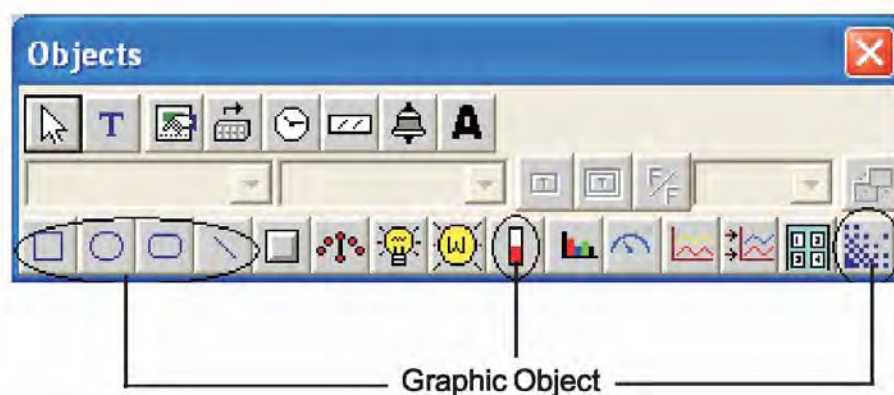 Objects
T A
T T F/F
W
Graphic Object